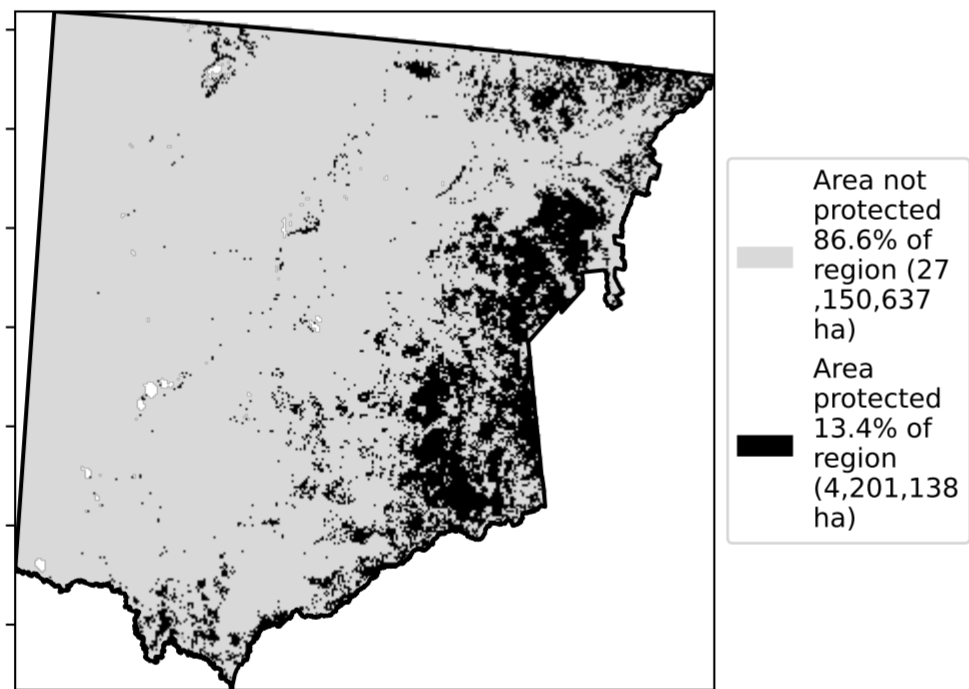 Area not
protected
86.6% of
region (27
,150,637
ha)
Area
protected
13.4% of
region
(4,201,138
ha)